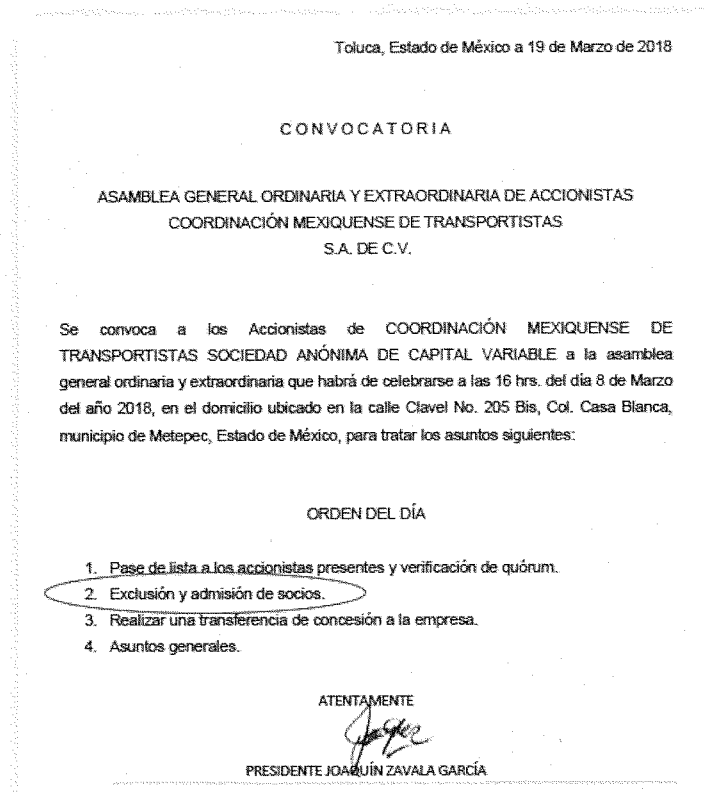 Toluca, Estado de México a 19 de Marzo de 2018
CONVOCATORIA
ASAMBLEA GENERAL ORDINARIA Y EXTRAORDINARIA DE ACCIONISTAS
COORDINACIÓN MEXIQUENSE DE TRANSPORTISTAS
S.A. DE C.V.
Se convoca a los Accionistas de COORDINACIÓN MEXIQUENSE DE
TRANSPORTISTAS SOCIEDAD ANÓNIMA DE CAPITAL VARIABLE a la asamblea
general ordinaria y extraordinaria que habrá de celebrarse a las 16 hrs. del día 8 de Marzo
del año 2018, en el domicilio ubicado en la calle Clavel No. 205 Bis, Col. Casa Blanca,
municipio de Metepec, Estado de México, para tratar los asuntos siguientes:
ORDEN DEL DÍA
1. Pase de lista a los accionistas presentes y verificación de quórum.
2. Exclusión y admisión de socios.
3. Realizar una transferencia de concesión a la empresa.
4. Asuntos generales.
ATENTAMENTE
PRESIDENTE JOAQUÍN ZAVALA GARCÍA